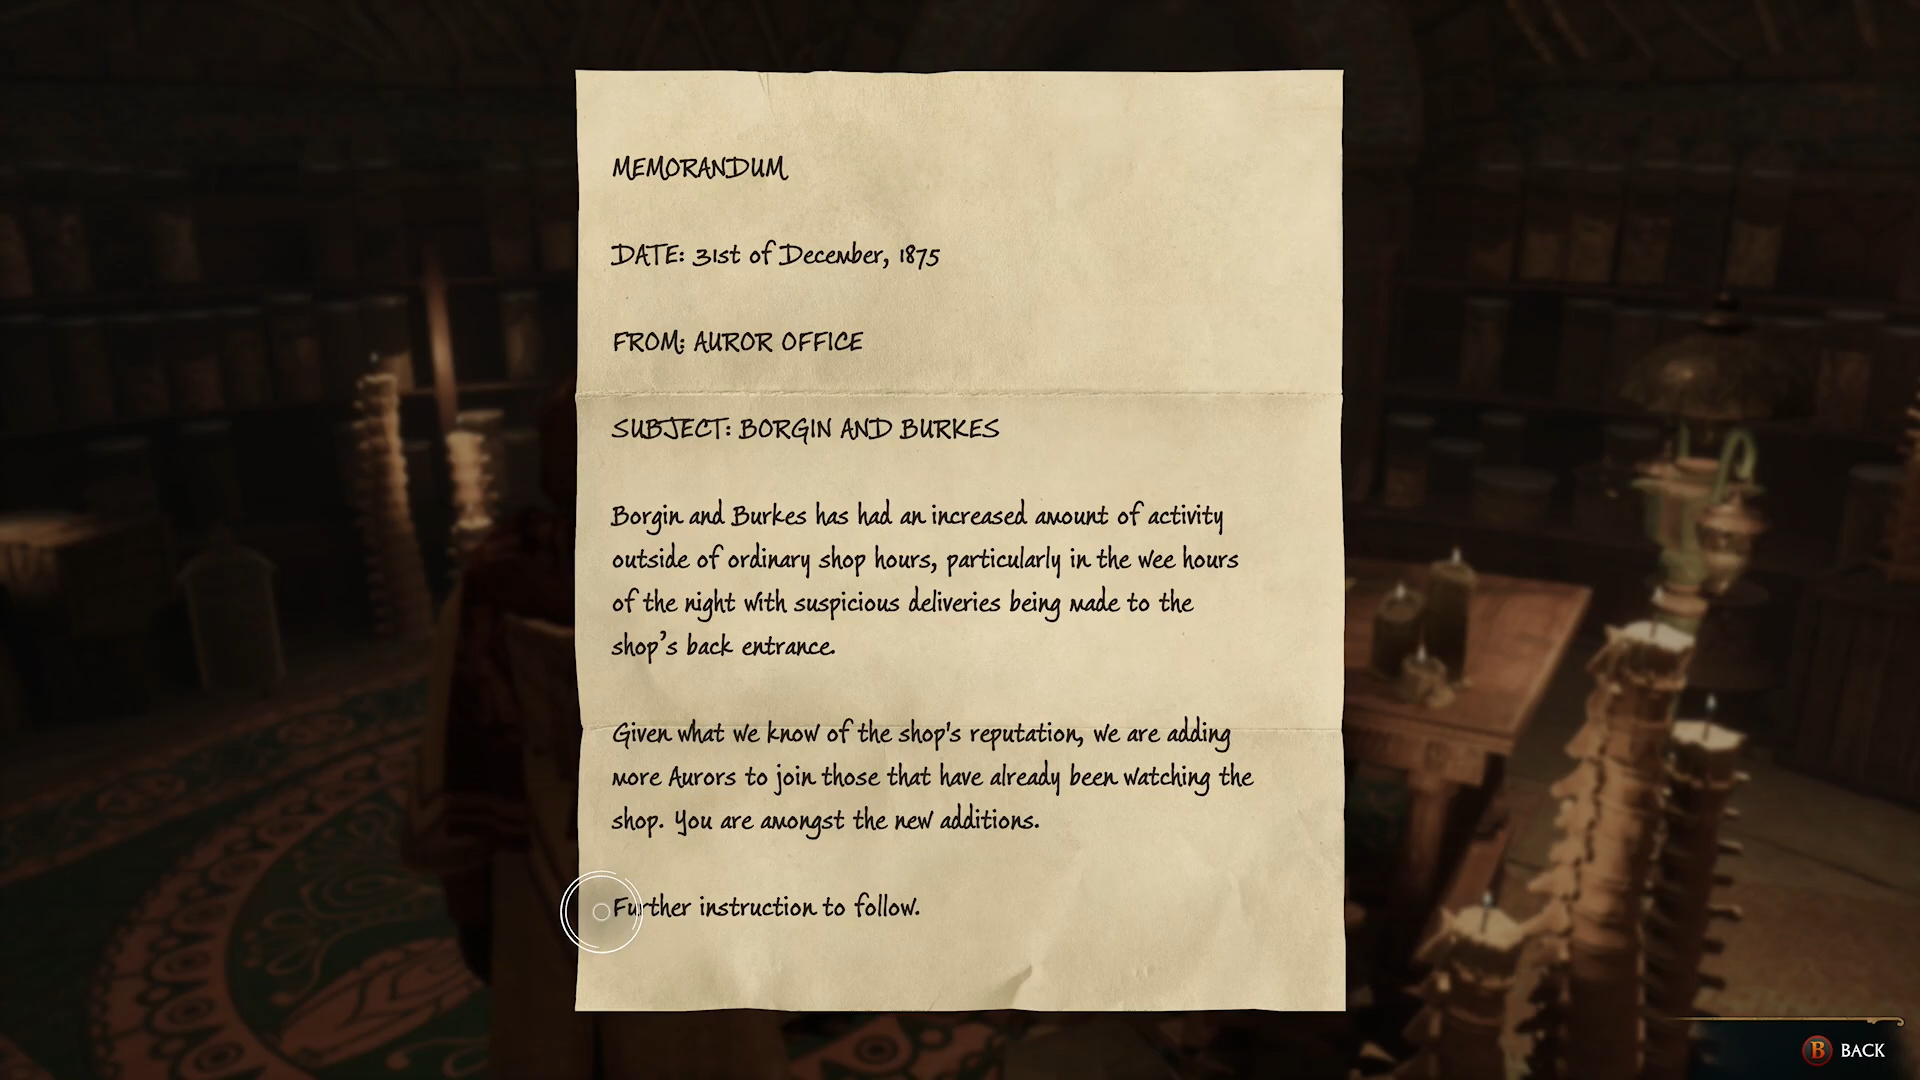 MEMORANDUM
DATE: 31st of December, 1875
FROM: AUROR OFFICE
SUBJECT: BORGIN AND BURKES
Borgin and Burkes has had an increased amount of activity
outside of ordinary shop hours, particularly in the wee hours
of the night with suspicious deliveries being made to the
shop's back entrance.
Given what we know of the shop's reputation, we are adding
more Aurors to join those that have already been watching the
shop. You are amongst the new additions.
Further instruction to follow.
B BACK